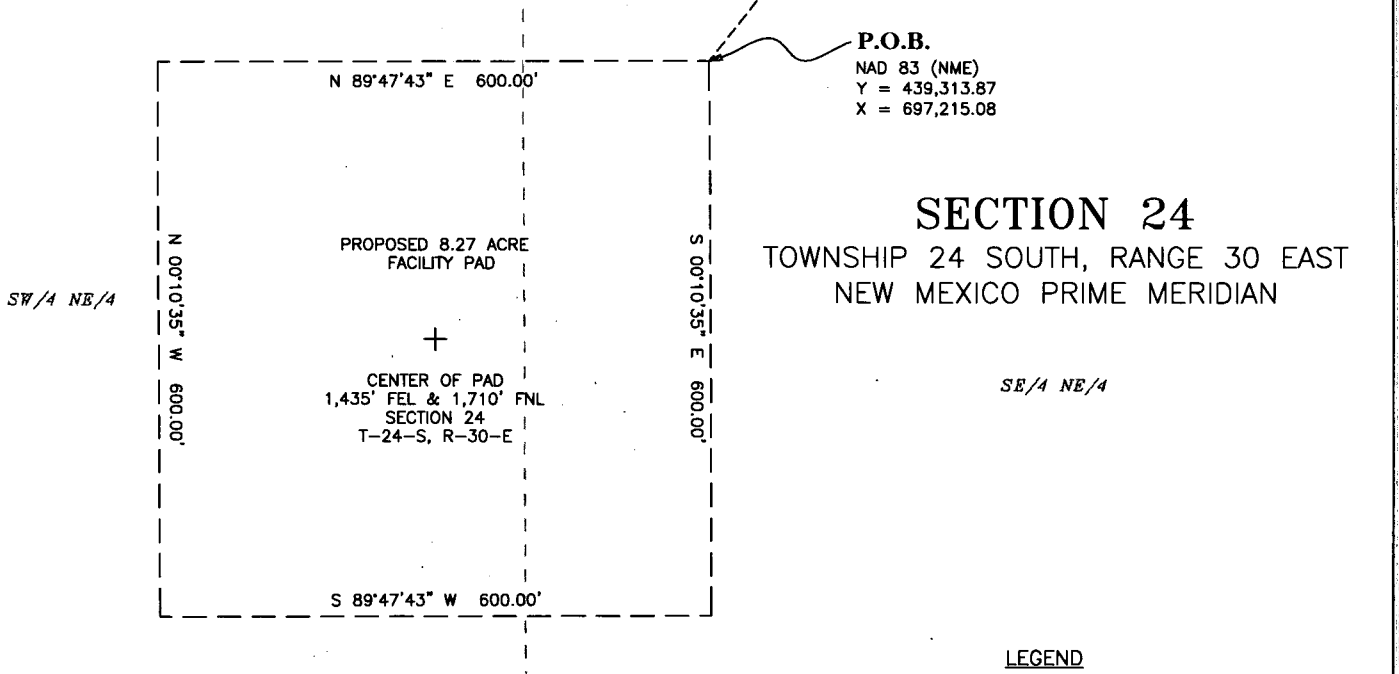 P.O.B.
NAD 83 (NME)
Y = 439,313.87
X = 697,215.08
N 89°47'43" E 600.00'
SECTION 24
TOWNSHIP 24 SOUTH, RANGE 30 EAST
NEW MEXICO PRIME MERIDIAN
N 00°10'35" W 600.00'
PROPOSED 8.27 ACRE
FACILITY PAD
S 00°10'35" E 600.00'
SW/4 NE/4
CENTER OF PAD
1,435' FEL & 1,710' FNL
SECTION 24
T-24-S, R-30-E
SE/4 NE/4
S 89°47'43" W 600.00'
LEGEND